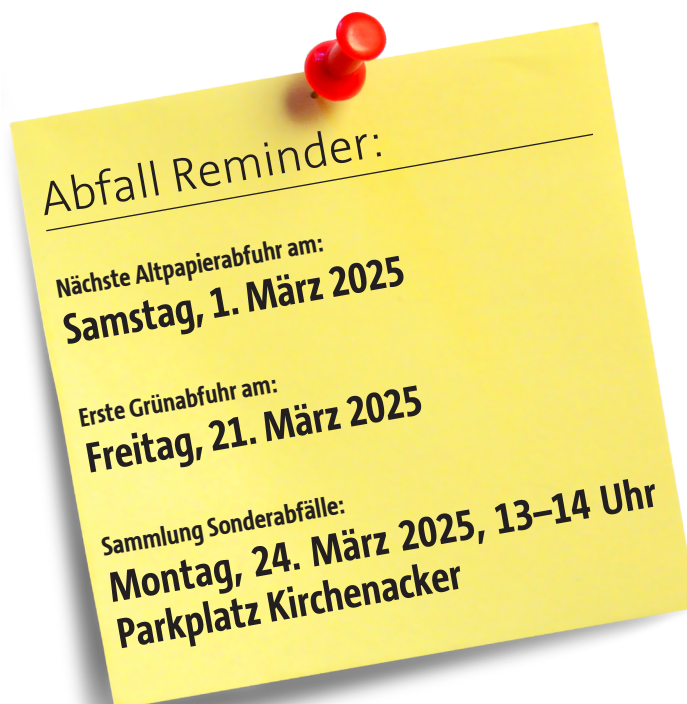 Abfall Reminder:
Nächste Altpapierabfuhr am:
Samstag, 1. März 2025
Erste Grünabfuhr am:
Freitag, 21. März 2025
Sammlung Sonderabfälle:
Montag, 24. März 2025, 13–14 Uhr
Parkplatz Kirchenacker